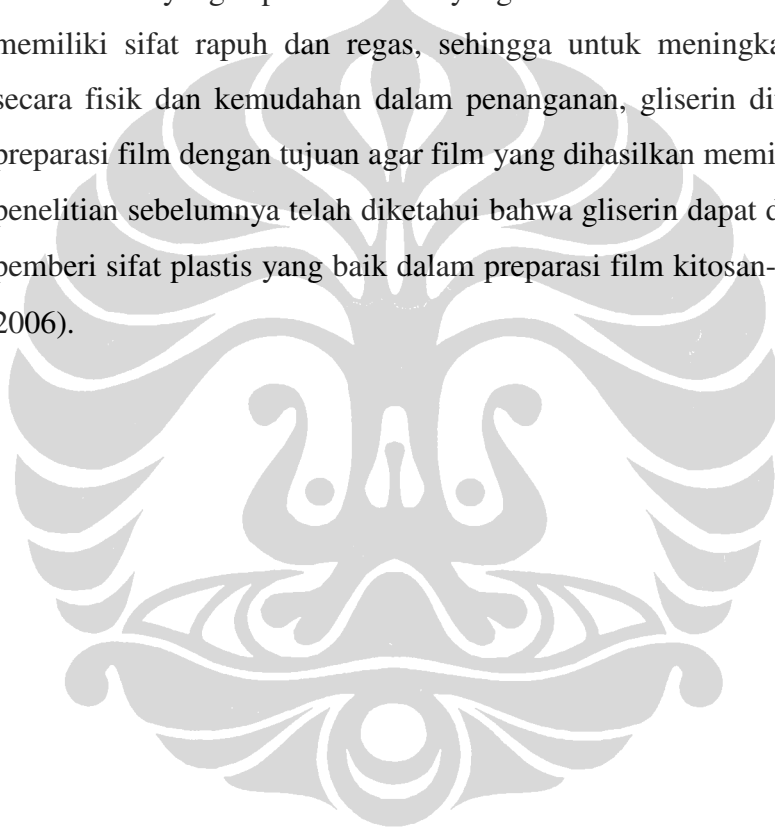 memiliki sifat rapuh dan regas, sehingga untuk meningka
secara fisik dan kemudahan dalam penanganan, gliserin di
preparasi film dengan tujuan agar film yang dihasilkan memi
penelitian sebelumnya telah diketahui bahwa gliserin dapat d
pemberi sifat plastis yang baik dalam preparasi film kitosan-
2006).